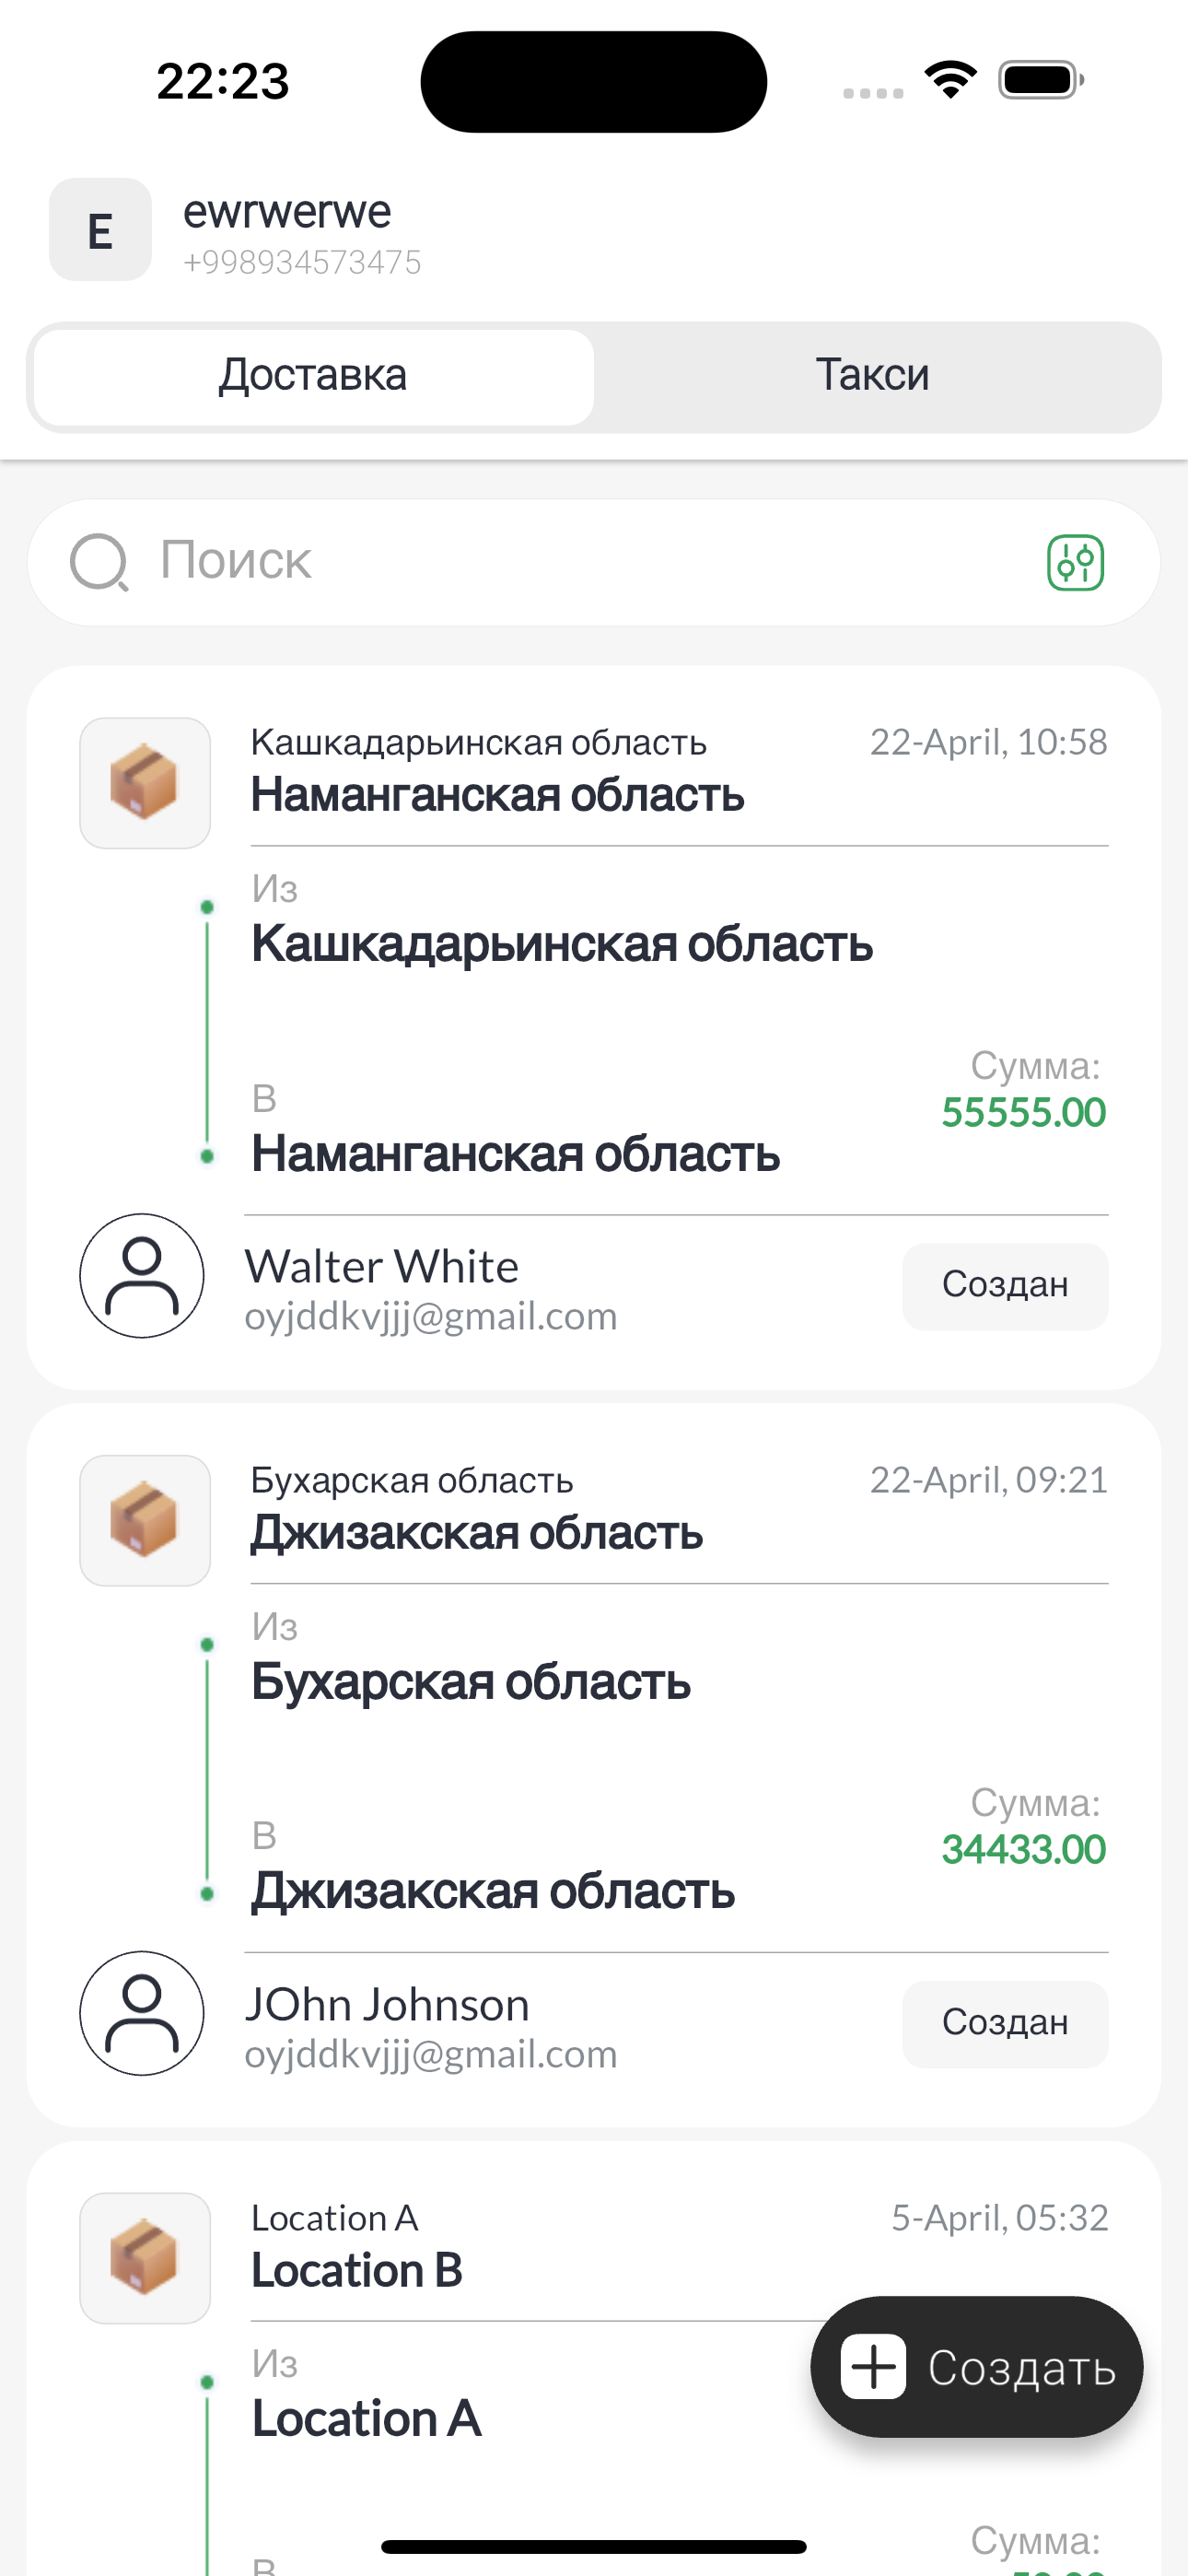 22:23
E
ewrwerwe
+998934573475
Доставка
Такси
Поиск
Кашкадарьинская область
22-April, 10:58
Наманганская область
Из
Кашкадарьинская область
Сумма:
55555.00
В
Наманганская область
Walter White
oyjddkvjjj@gmail.com
Создан
Бухарская область
22-April, 09:21
Джизакская область
Из
Бухарская область
Сумма:
34433.00
В
Джизакская область
JOhn Johnson
oyjddkvjjj@gmail.com
Создан
Location A
5-April, 05:32
Location B
Из
Location A
Создать
Сумма:
В